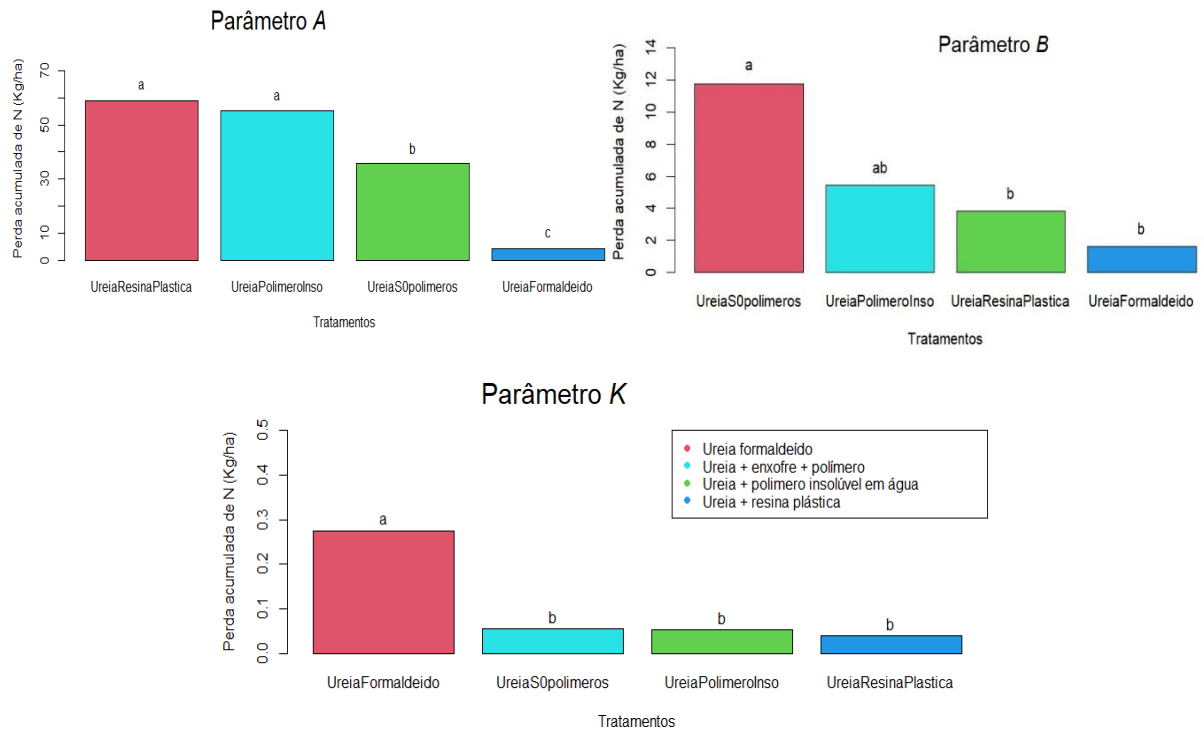 Parâmetro A
Perda acumulada de N (Kg/ha)
70
50
30
10
0
a
a
b
c
UreiaResinaPlastica
UreiaPolimeroInso
UreiaS0polimeros
UreiaFormaldeido
Tratamentos
Parâmetro B
Perda acumulada de N (Kg/ha)
14
12
10
8
6
4
2
0
a
ab
b
b
UreiaS0polimeros
UreiaPolimeroInso
UreiaResinaPlastica
UreiaFormaldeido
Tratamentos
Parâmetro K
Perda acumulada de N (Kg/ha)
0.5
0.4
0.3
0.2
0.1
0.0
a
b
b
b
Ureia formaldeído
Ureia + enxofre + polímero
Ureia + polimero insolúvel em água
Ureia + resina plástica
UreiaFormaldeido
UreiaS0polimeros
UreiaPolimeroInso
UreiaResinaPlastica
Tratamentos